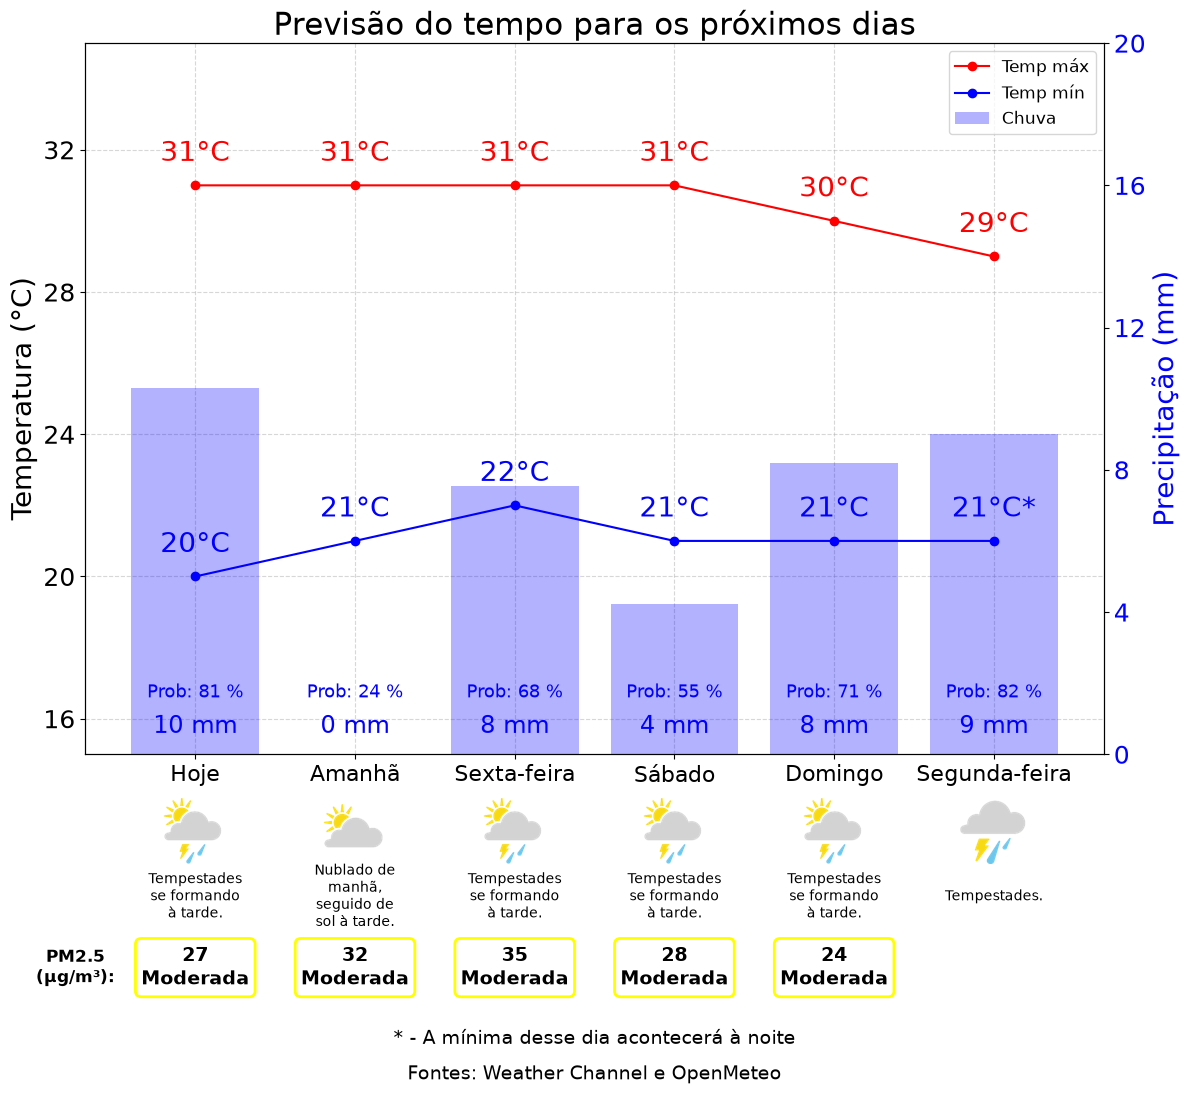 Previsão do tempo para os próximos dias
Temperatura (°C)
32
28
24
20
16
Precipitação (mm)
20
16
12
8
4
0
Temp máx
Temp mín
Chuva
31°C 31°C 31°C 31°C 30°C 29°C
20°C 21°C 22°C 21°C 21°C 21°C*
Prob: 81 % Prob: 24 % Prob: 68 % Prob: 55 % Prob: 71 % Prob: 82 %
10 mm 0 mm 8 mm 4 mm 8 mm 9 mm
Hoje Amanhã Sexta-feira Sábado Domingo Segunda-feira
Tempestades
se formando
à tarde.
Nublado de
manhã,
seguido de
sol à tarde.
Tempestades
se formando
à tarde.
Tempestades
se formando
à tarde.
Tempestades
se formando
à tarde.
Tempestades.
PM2.5
(µg/m³):
27
Moderada
32
Moderada
35
Moderada
28
Moderada
24
Moderada
* - A mínima desse dia acontecerá à noite
Fontes: Weather Channel e OpenMeteo